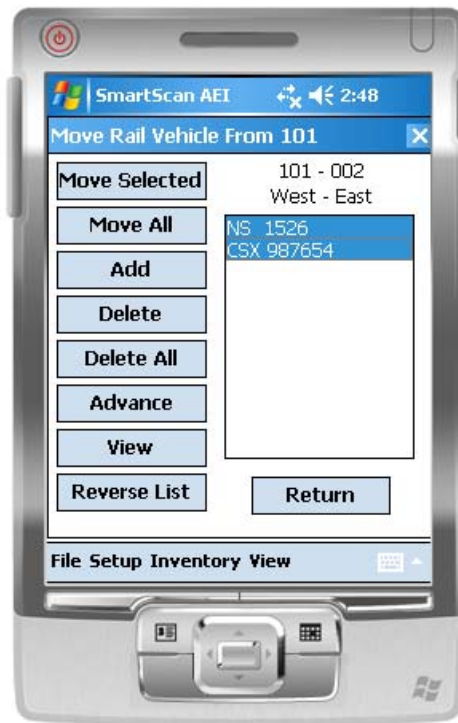 SmartScan AEI 2:48
Move Rail Vehicle From 101
Move Selected
Move All
Add
Delete
Delete All
Advance
View
Reverse List
101 - 002
West - East
NS 1526
CSX 987654
Return
File Setup Inventory View